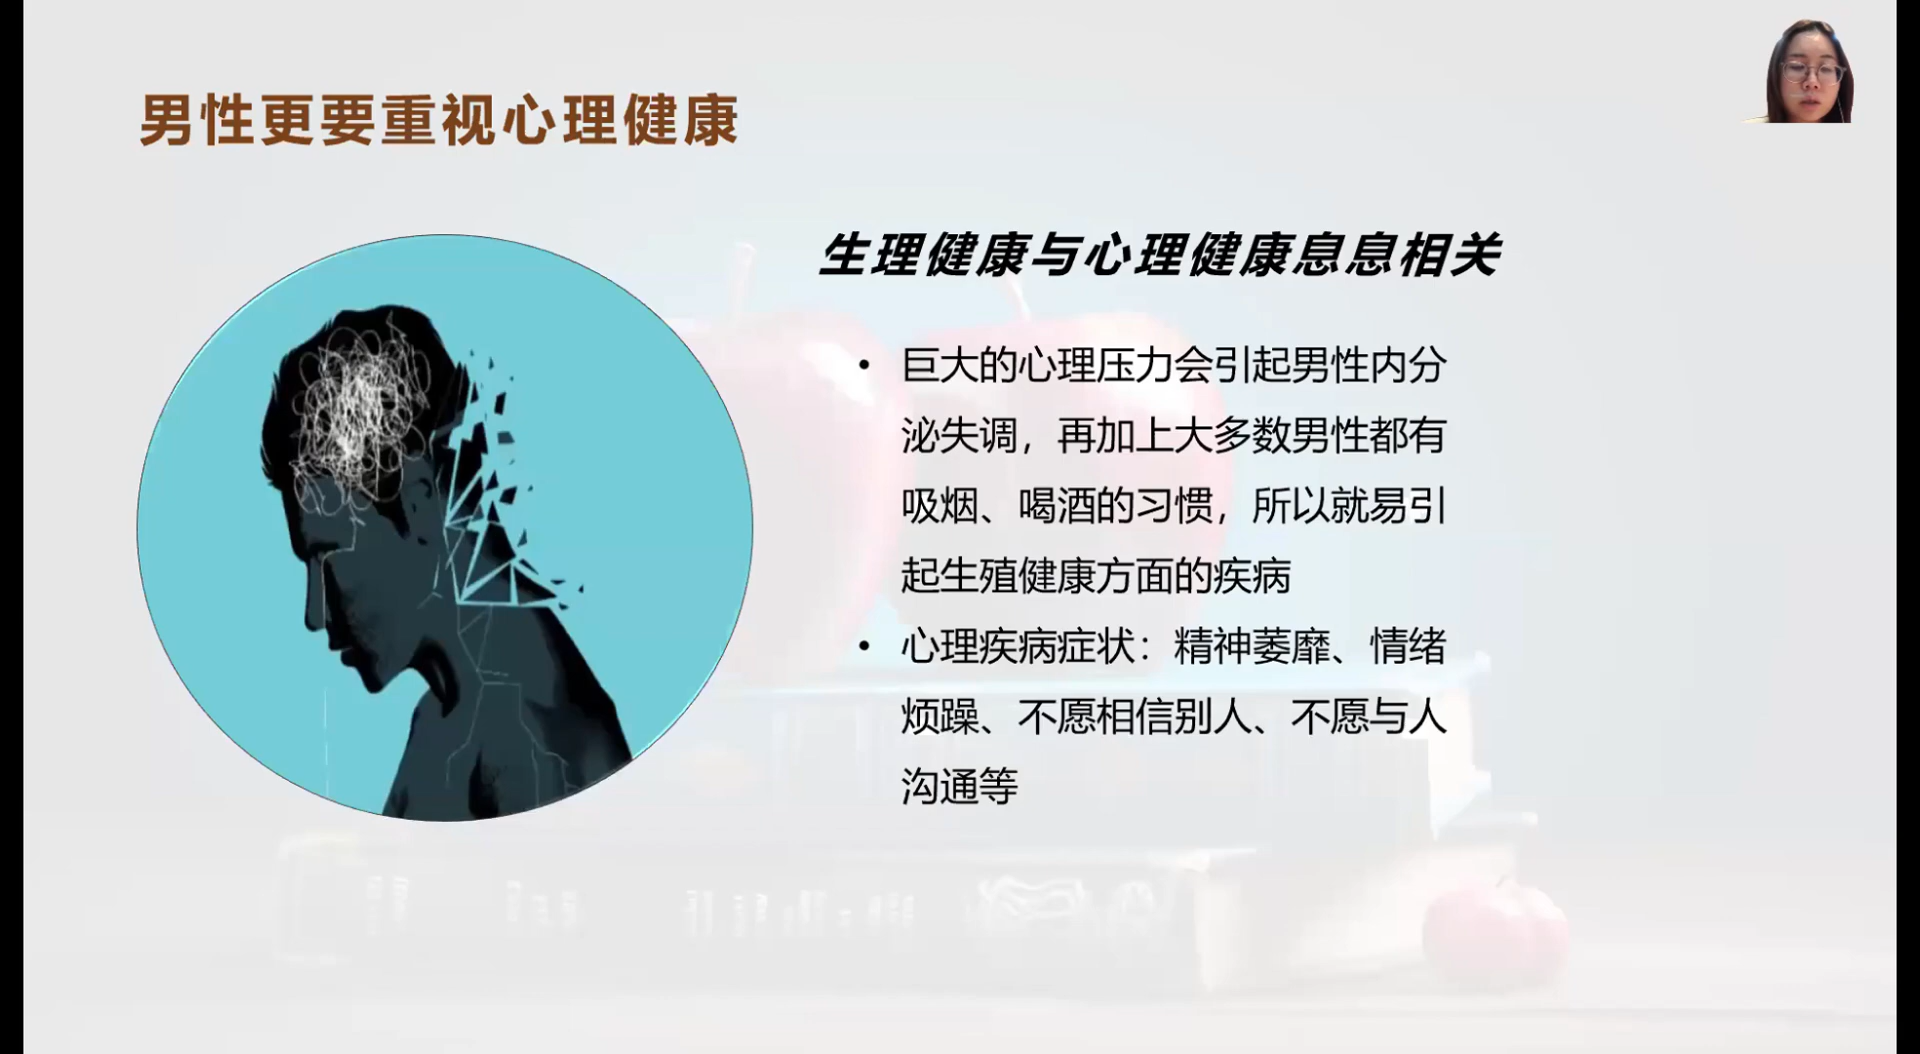 男性更要重视心理健康
生理健康与心理健康息息相关
• 巨大的心理压力会引起男性内分
泌失调，再加上大多数男性都有
吸烟、喝酒的习惯，所以就易引
起生殖健康方面的疾病
• 心理疾病症状：精神萎靡、情绪
烦躁、不愿相信别人、不愿与人
沟通等